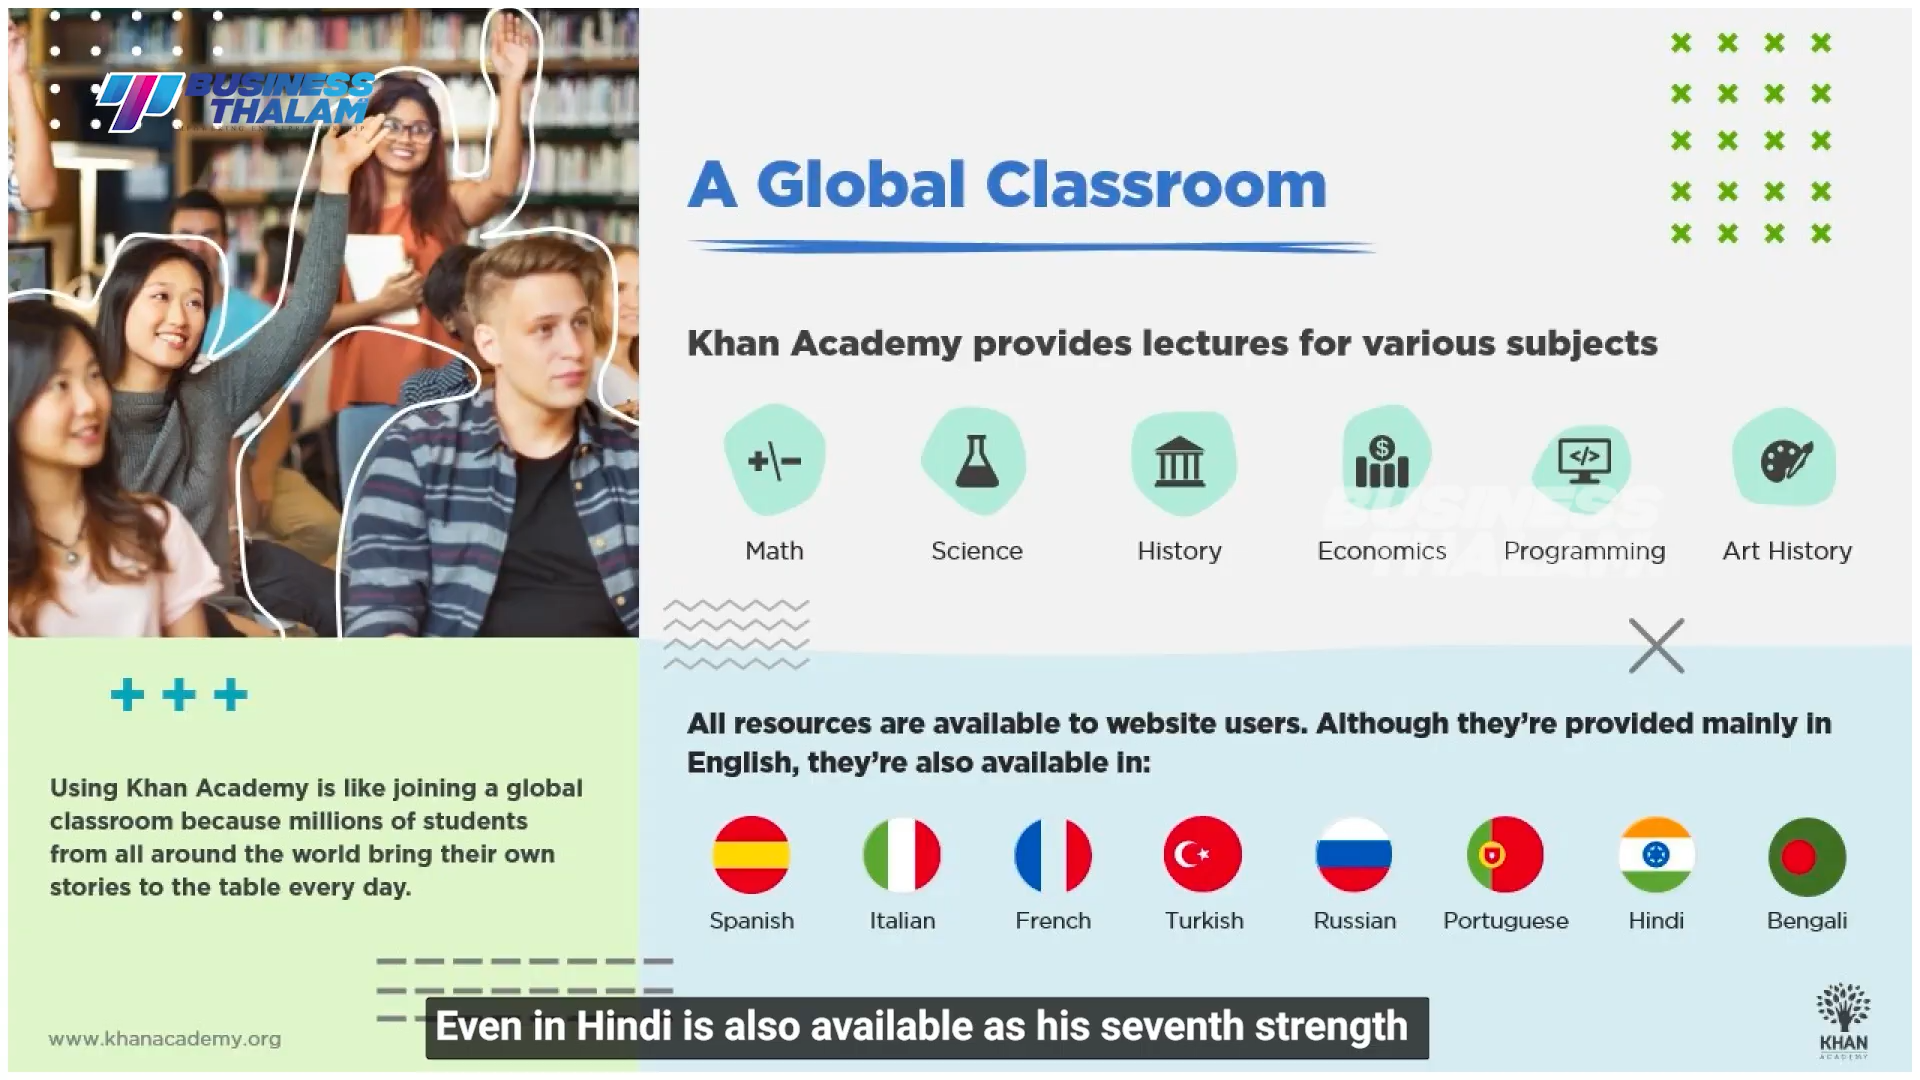 BUSINESS
THALAM
A Global Classroom
Khan Academy provides lectures for various subjects
Math
Science
History
Economics
Programming
Art History
BUSINESS
THALAM
All resources are available to website users. Although they're provided mainly in
English, they're also available in:
Spanish
Italian
French
Turkish
Russian
Portuguese
Hindi
Bengali
Using Khan Academy is like joining a global
classroom because millions of students
from all around the world bring their own
stories to the table every day.
www.khanacademy.org
Even in Hindi is also available as his seventh strength
KHAN
ACADEMY